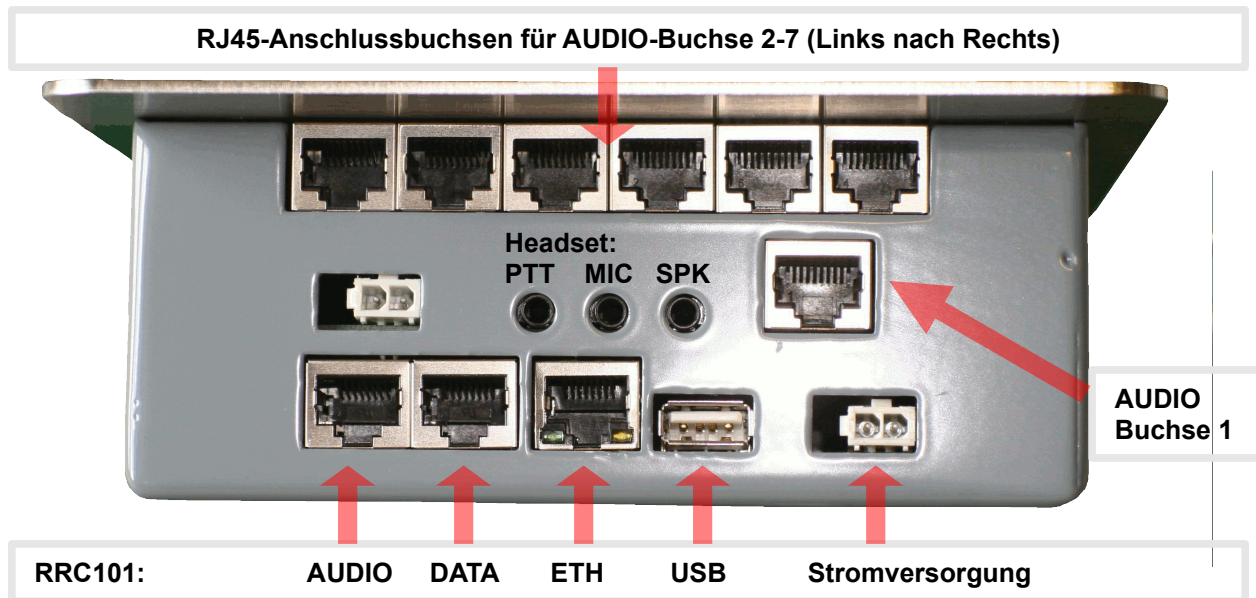 RJ45-Anschlussbuchsen für AUDIO-Buchse 2-7 (Links nach Rechts)
Headset:
PTT MIC SPK
AUDIO
Buchse 1
RRC101: AUDIO DATA ETH USB Stromversorgung